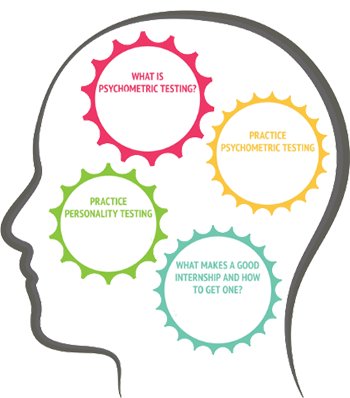 WHAT IS
PSYCHOMETRIC TESTING?
PRACTICE
PSYCHOMETRIC TESTING
PRACTICE
PERSONALITY TESTING
WHAT MAKES A GOOD
INTERNSHIP AND HOW
TO GET ONE?